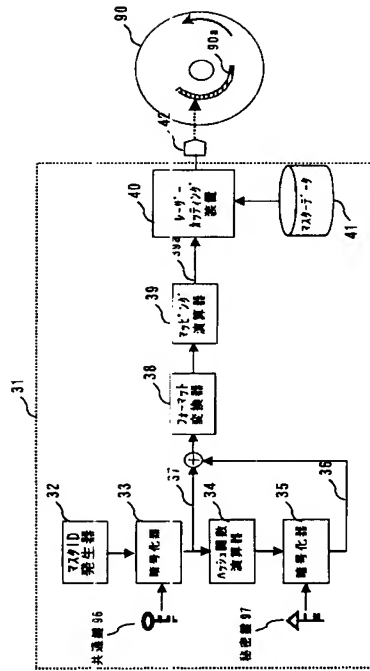 31
32
マスタID
発生器
33
暗号化器
共通鍵 96
37
34
ハッシュ関数
演算器
35
暗号化器
秘密鍵 97
36
38
フォーマット
変換器
39
マッピング
演算器
39a
40
レーザー
カッティング
装置
マスターデータ
41
42
90
90a